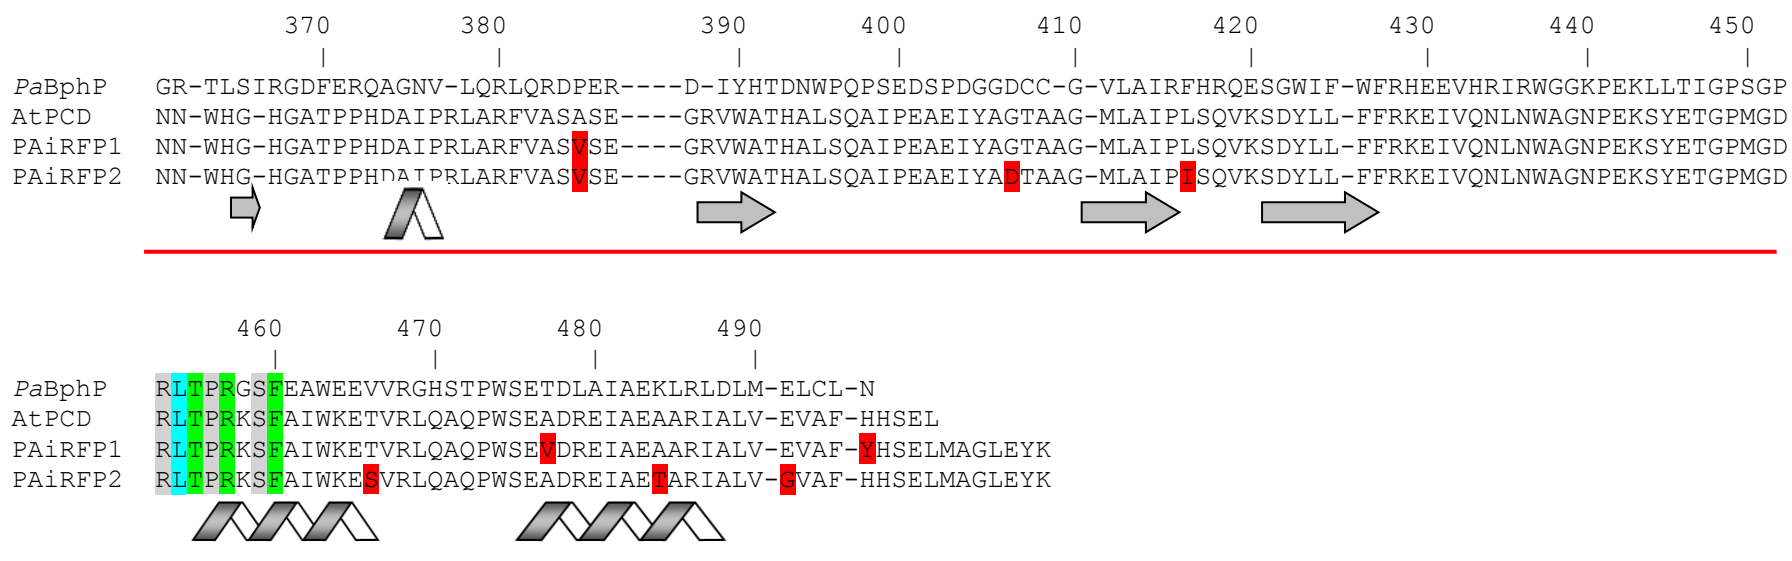 370 380 390 400 410 420 430 440 450
| | | | | | | | |
PaBphP GR-TLSIRGDFERQAGNV-LQRLQRDPER----D-IYHTDNWPQPSEDSPDGGDCC-G-VLAIRFHRQESGWIF-WFRHEEVHRIRWGGKPEKLLTIGPSGP
AtPCD NN-WHG-HGATPPHDAIPRLARFVASASE----GRVWATHALSQAIPEAEIYAGTAAG-MLAIPLSQVKSDYLL-FFRKEIVQNLNWAGNPEKSYETGPMGD
PAiRFP1 NN-WHG-HGATPPHDAIPRLARFVASVSE----GRVWATHALSQAIPEAEIYAGTAAG-MLAIPLSQVKSDYLL-FFRKEIVQNLNWAGNPEKSYETGPMGD
PAiRFP2 NN-WHG-HGATPPHDAIPRLARFVASVSE----GRVWATHALSQAIPEAEIYADTAAG-MLAIPISQVKSDYLL-FFRKEIVQNLNWAGNPEKSYETGPMGD
460 470 480 490
| | | |
PaBphP RLTPRGSFEAWEEVVRGHSTPWSETDLAIAEKLRLDLM-ELCL-N
AtPCD RLTPRKSFAIWKETVRLQAQPWSEADREIAEAARIALV-EVAF-HHSEL
PAiRFP1 RLTPRKSFAIWKETVRLQAQPWSEVDREIAEAARIALV-EVAF-YHSELMAGLEYK
PAiRFP2 RLTPRKSFAIWKESVRLQAQPWSEADREIAETARIALV-GVAF-HHSELMAGLEYK